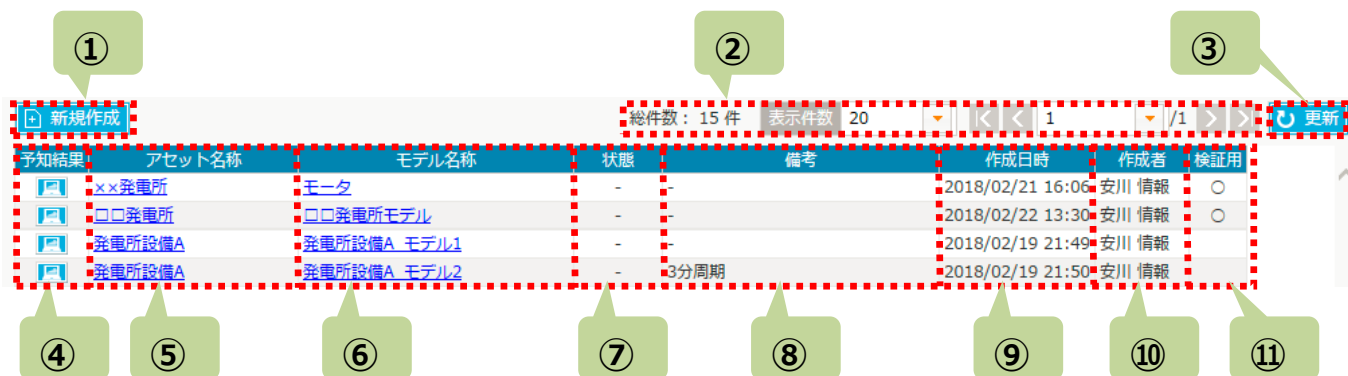 ① ② ③
新規作成 総件数： 15 件 表示件数 20 1 /1 更新
予知結果 アセット名称 モデル名称 状態 備考 作成日時 作成者 検証用
××発電所 モータ - - 2018/02/21 16:06 安川 情報 ○
□□発電所 □□発電所モデル - - 2018/02/22 13:30 安川 情報 ○
発電所設備A 発電所設備A_モデル1 - - 2018/02/19 21:49 安川 情報
発電所設備A 発電所設備A_モデル2 - 3分周期 2018/02/19 21:50 安川 情報
④ ⑤ ⑥ ⑦ ⑧ ⑨ ⑩ ⑪